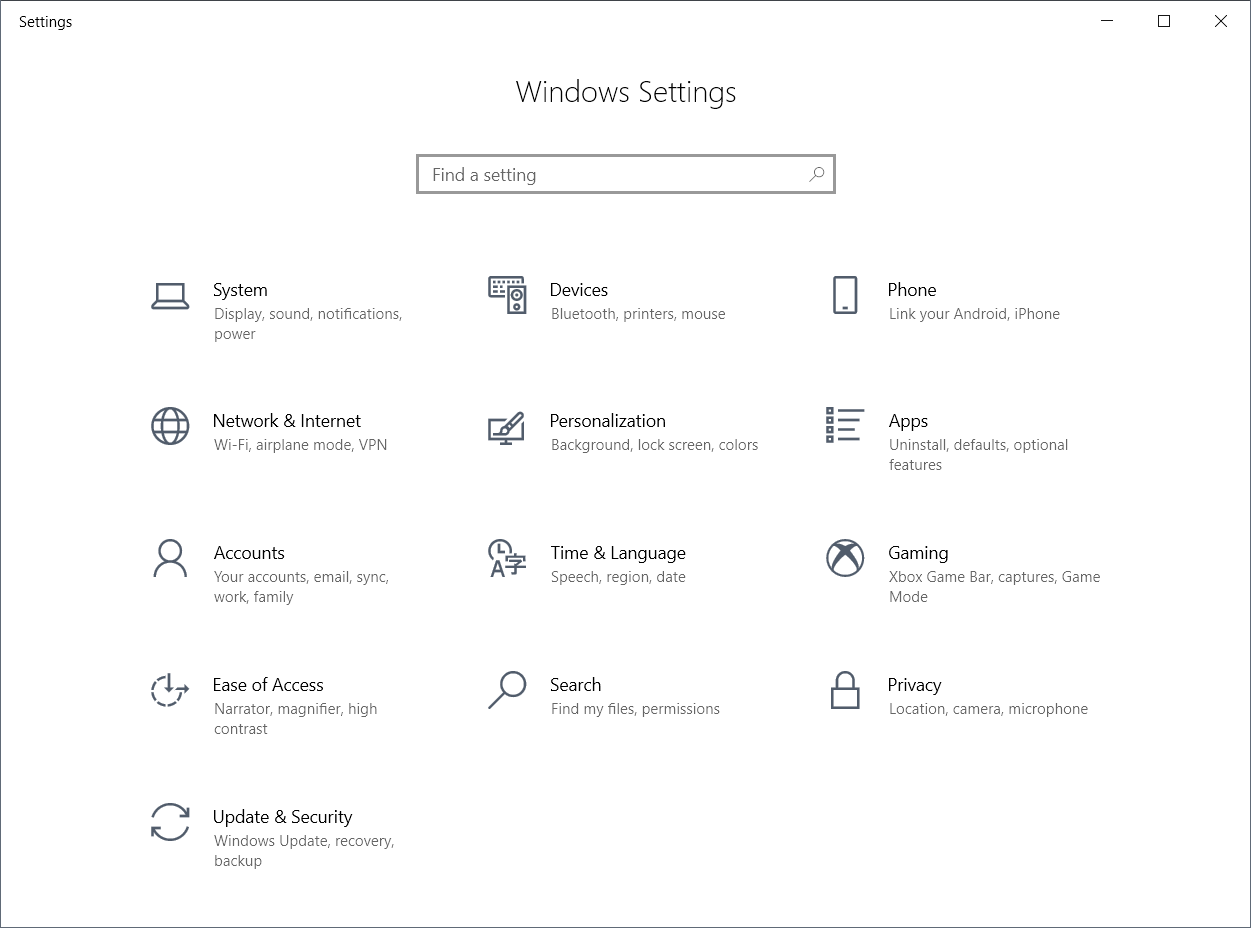 Settings
Windows Settings
Find a setting
System
Display, sound, notifications,
power
Devices
Bluetooth, printers, mouse
Phone
Link your Android, iPhone
Network & Internet
Wi-Fi, airplane mode, VPN
Personalization
Background, lock screen, colors
Apps
Uninstall, defaults, optional
features
Accounts
Your accounts, email, sync,
work, family
Time & Language
Speech, region, date
Gaming
Xbox Game Bar, captures, Game
Mode
Ease of Access
Narrator, magnifier, high
contrast
Search
Find my files, permissions
Privacy
Location, camera, microphone
Update & Security
Windows Update, recovery,
backup